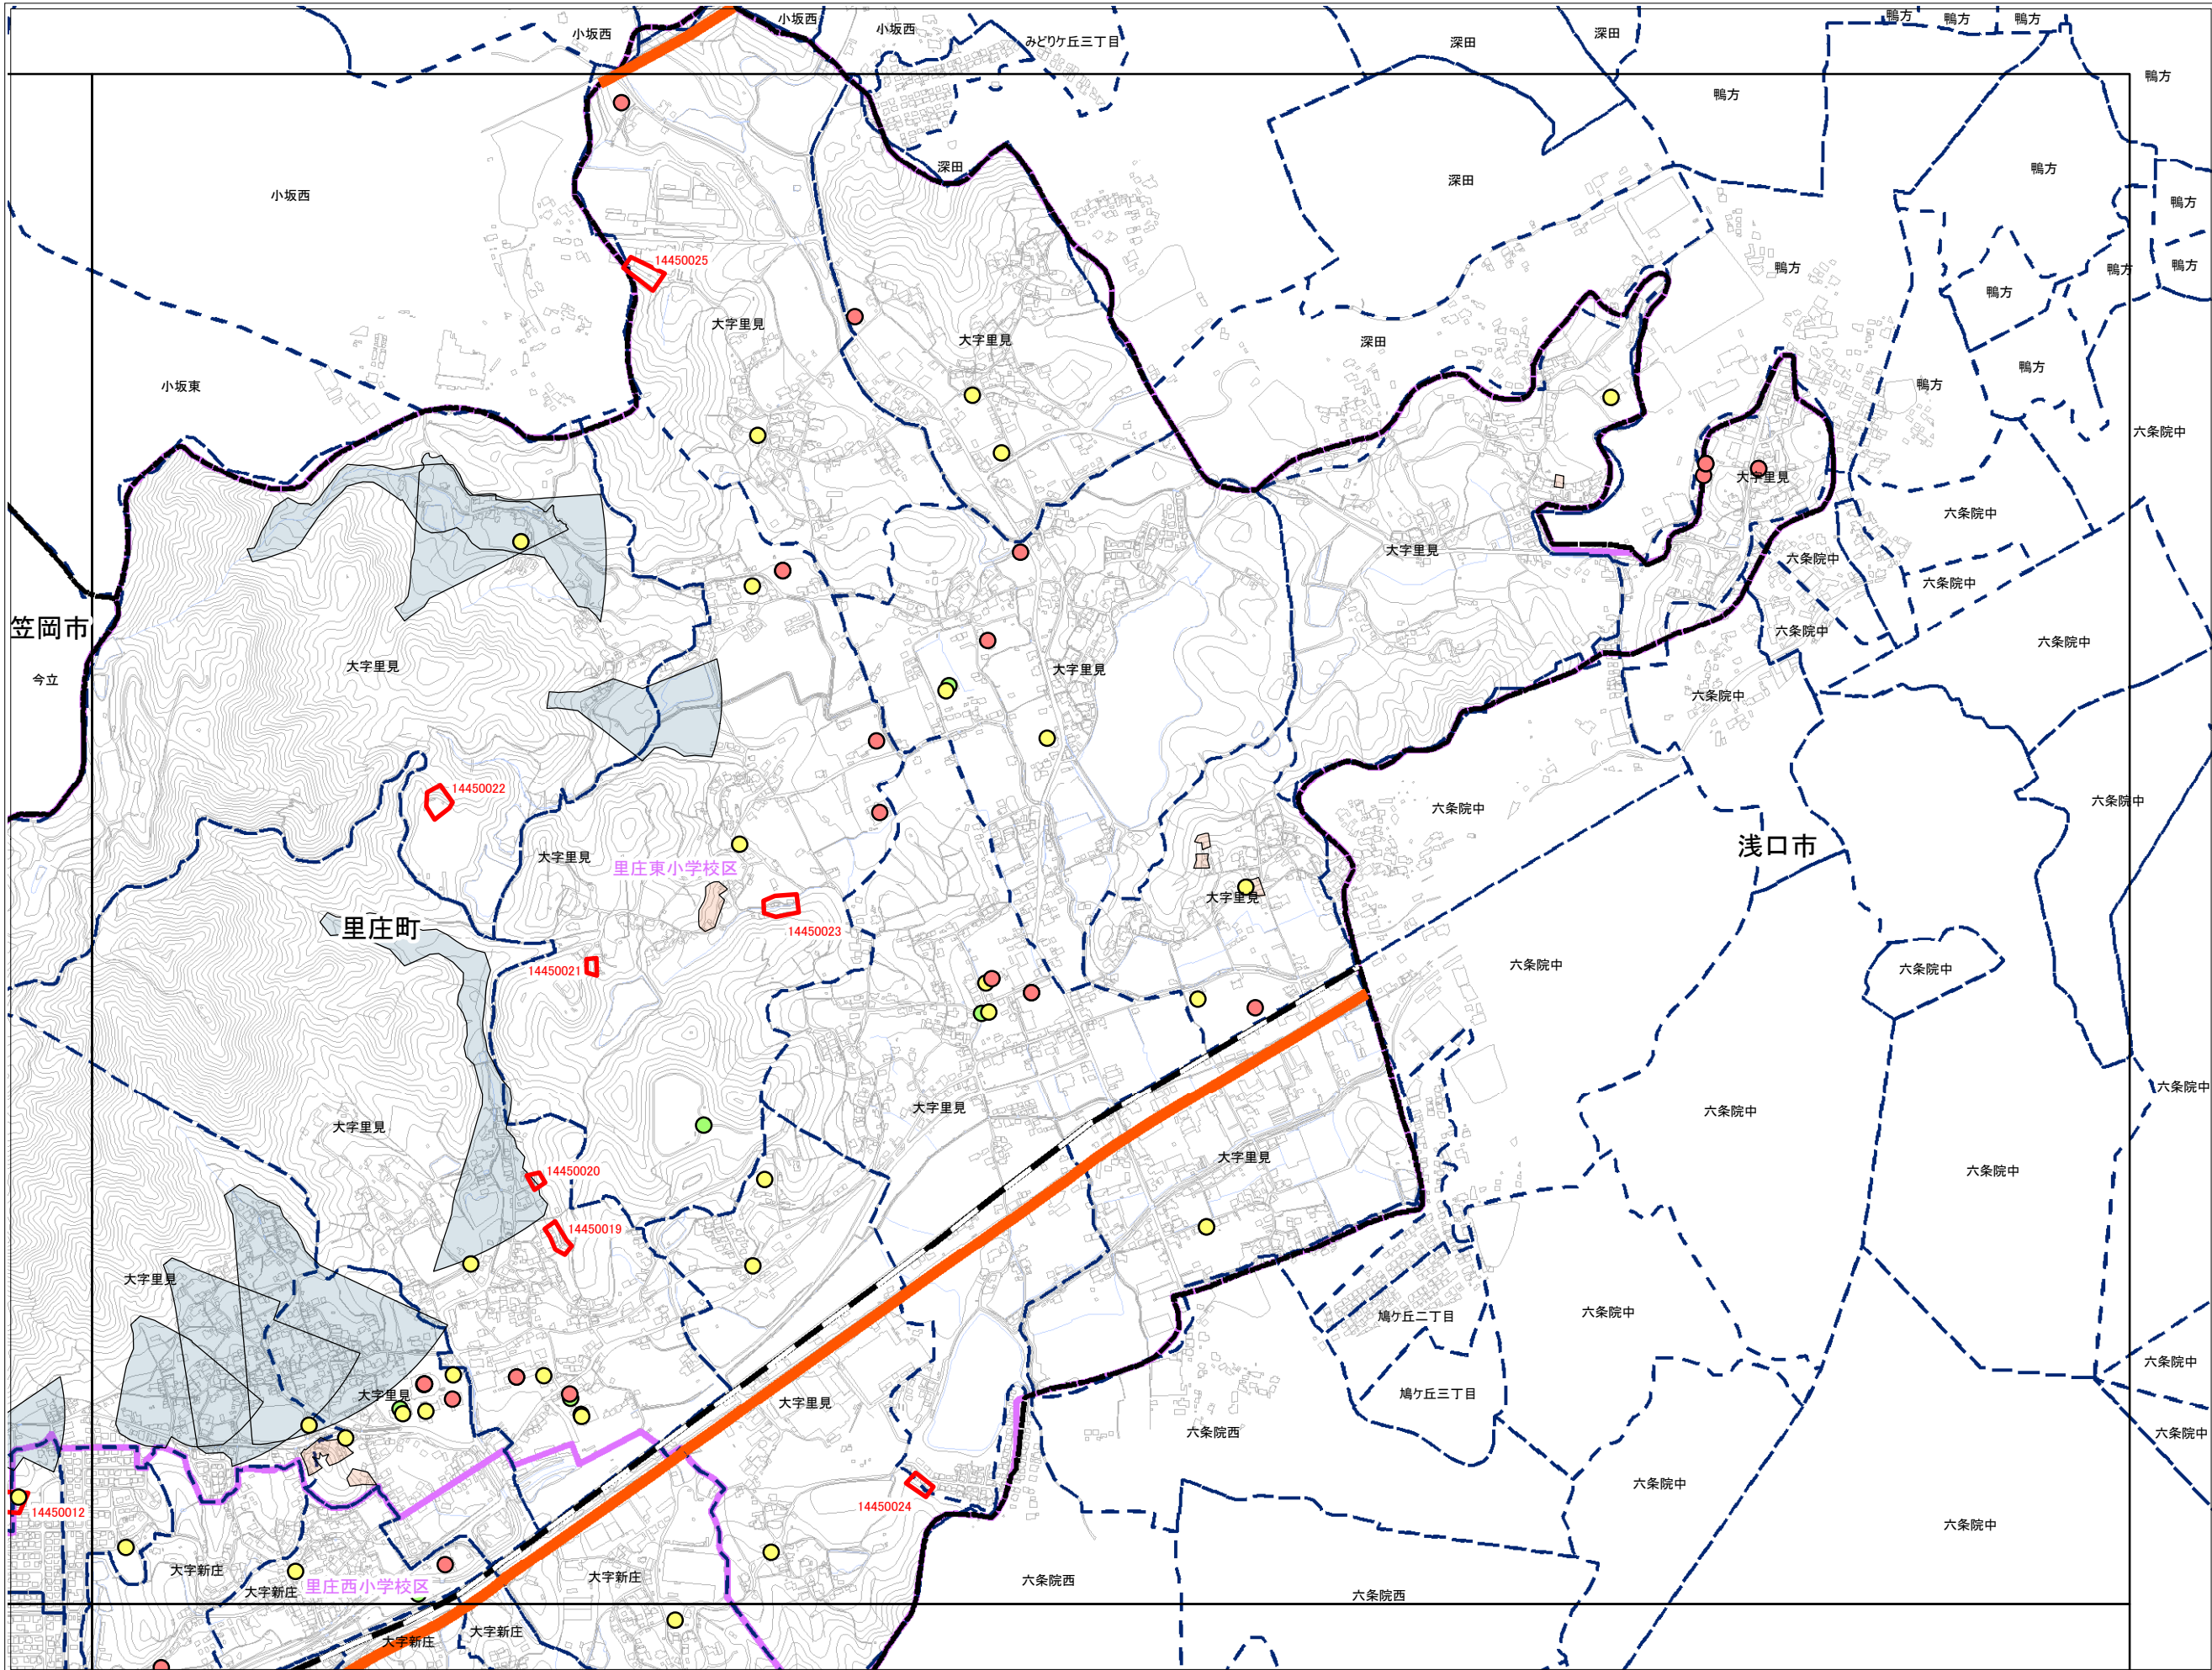 小坂西
小坂西
小坂西
みどりケ丘三丁目
深田
深田
鴨方
鴨方
鴨方
鴨方
鴨方
深田
深田
鴨方
鴨方
小坂西
14450025
鴨方
鴨方
鴨方
鴨方
大字里見
大字里見
深田
鴨方
鴨方
小坂東
六条院中
大字里見
六条院中
大字里見
六条院中
六条院中
笠岡市
六条院中
六条院中
今立
大字里見
大字里見
六条院中
14450022
六条院中
六条院中
浅口市
大字里見
里庄東小学校区
大字里見
里庄町
14450023
14450021
六条院中
六条院中
六条院中
大字里見
六条院中
大字里見
大字里見
14450020
六条院中
14450019
大字里見
鳩ケ丘二丁目
六条院中
六条院中
大字里見
大字里見
鳩ケ丘三丁目
六条院西
六条院中
六条院中
14450024
14450012
六条院中
大字新庄
大字新庄
里庄西小学校区
大字新庄
六条院西
六条院西
大字新庄
大字新庄